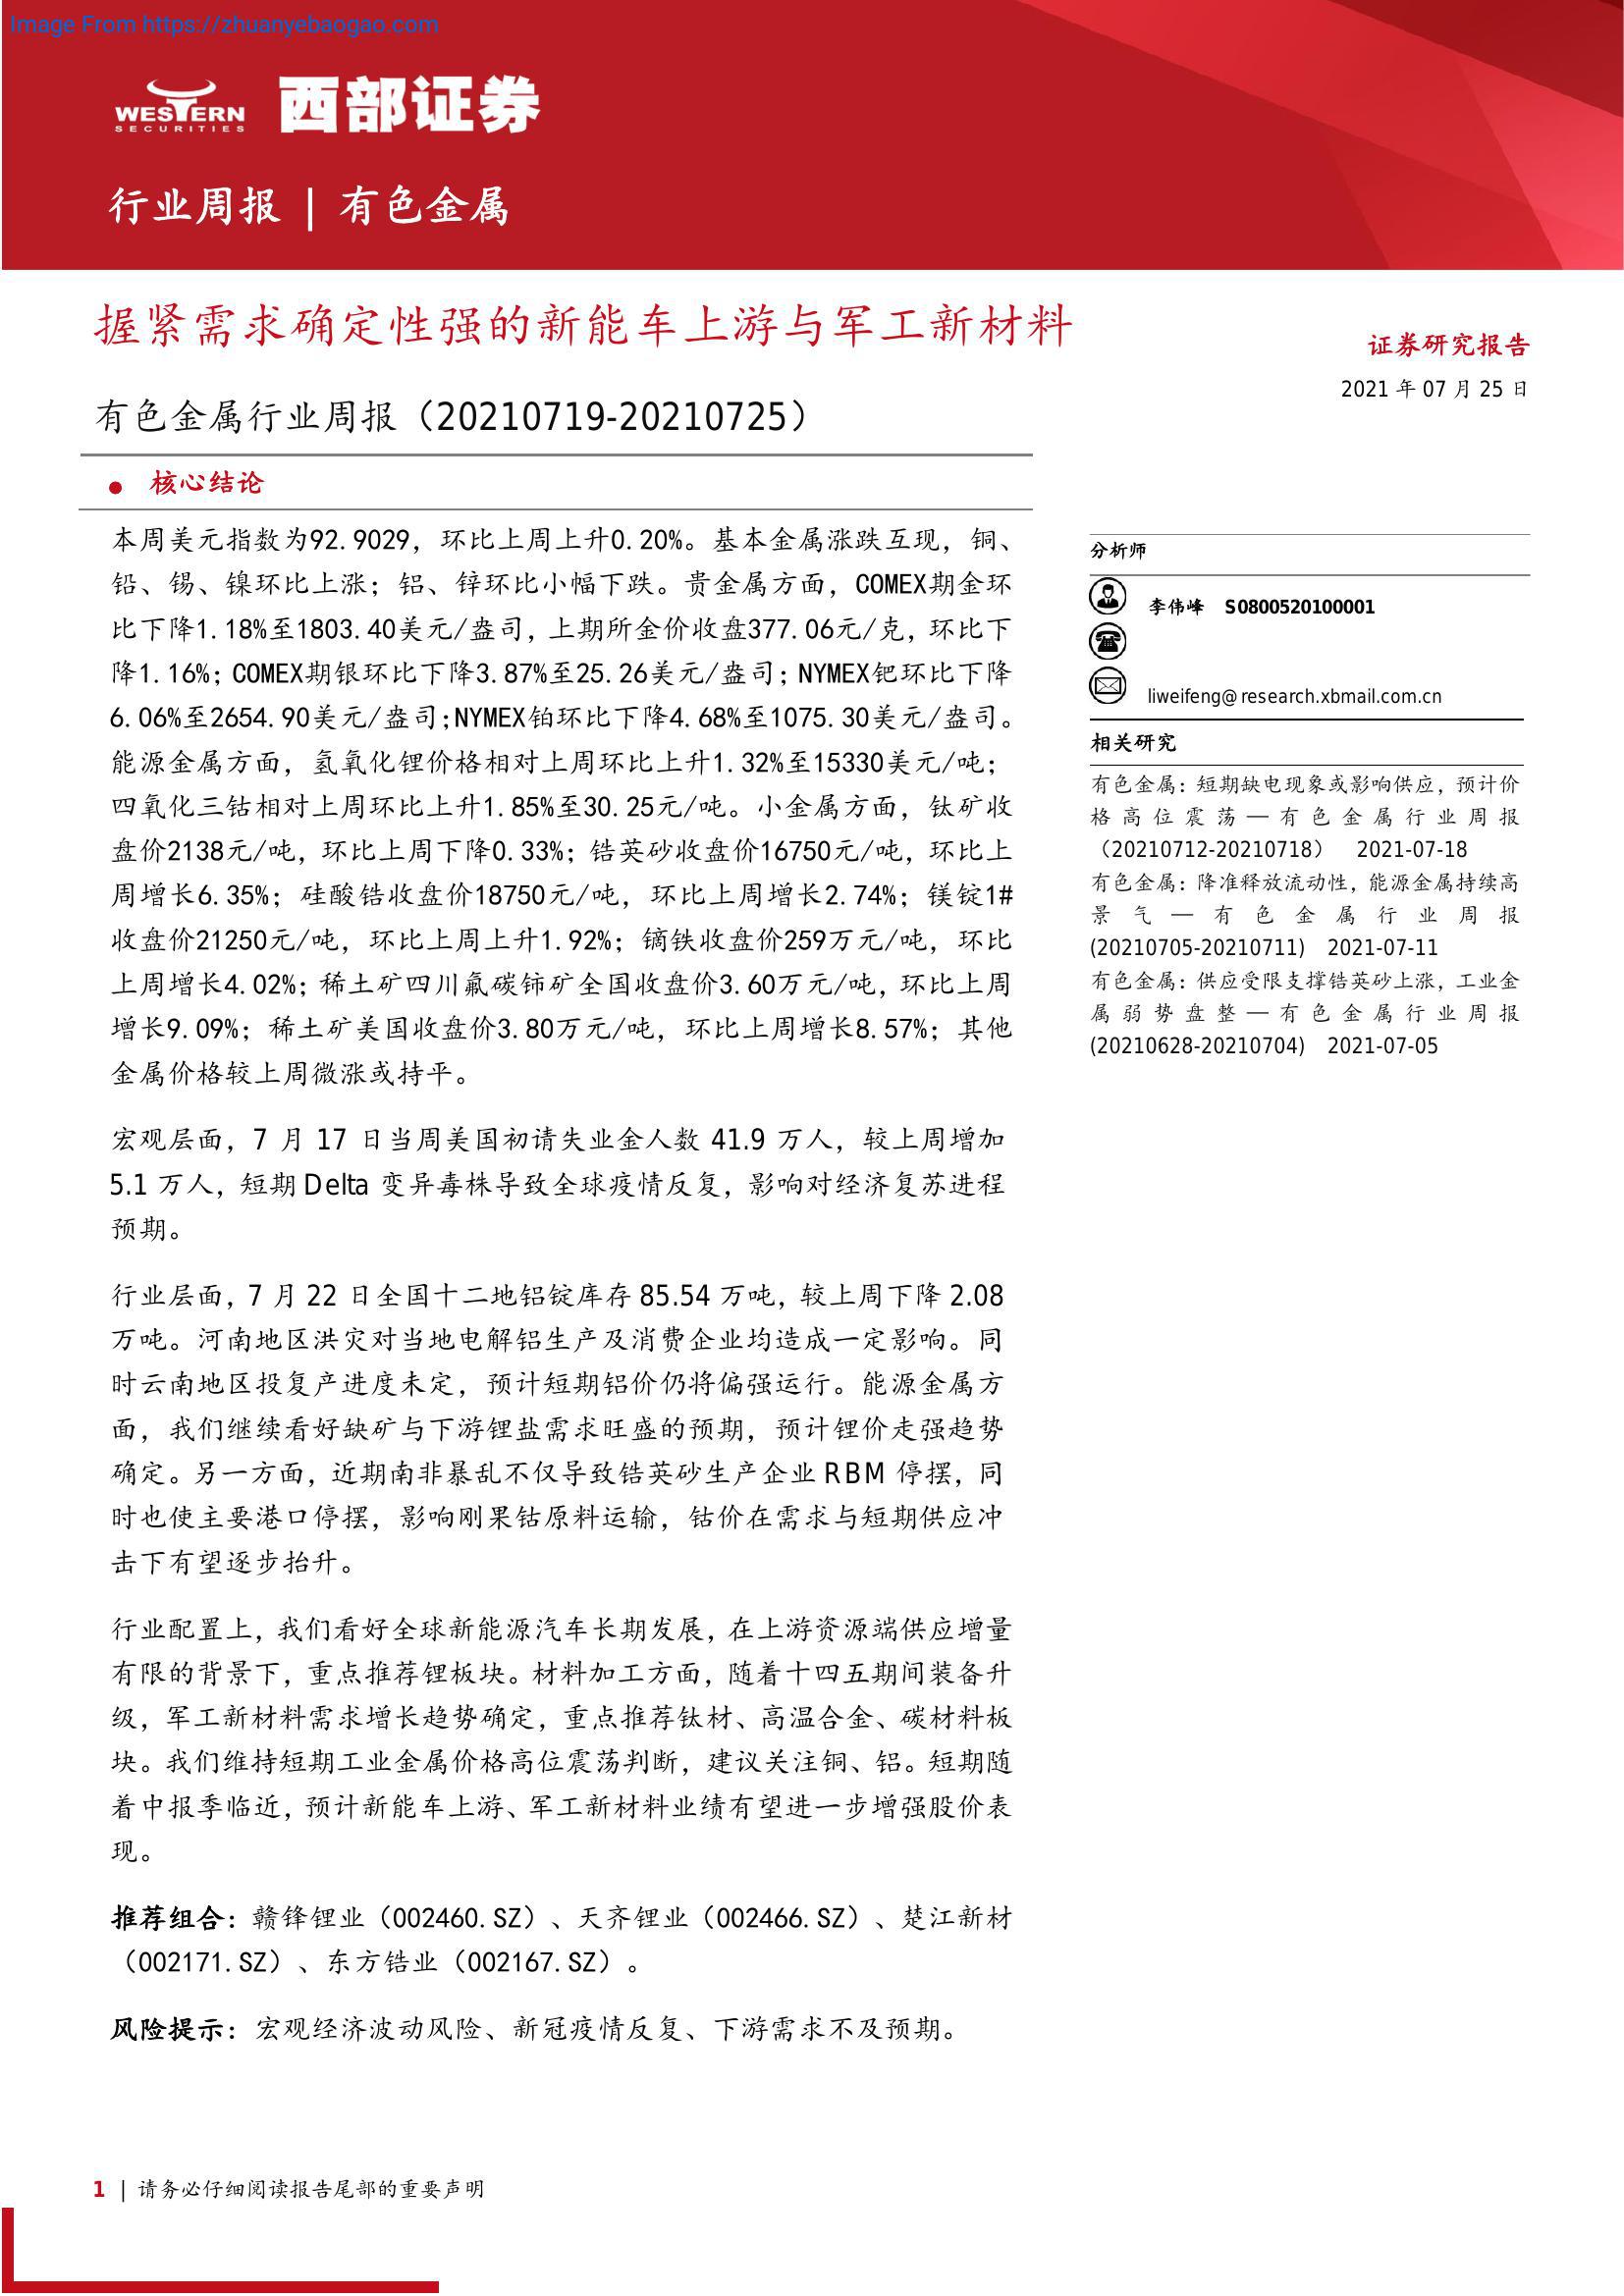 Image From https://zhuanyebaogao.com
WESTERN
SECURITIES
西部证券
行业周报 | 有色金属
握紧需求确定性强的新能车上游与军工新材料
有色金属行业周报（20210719-20210725）
证券研究报告
2021 年 07 月 25 日
● 核心结论
本周美元指数为92.9029，环比上周上升0.20%。基本金属涨跌互现，铜、
铅、锡、镍环比上涨；铝、锌环比小幅下跌。贵金属方面，COMEX期金环
比下降1.18%至1803.40美元/盎司，上期所金价收盘377.06元/克，环比下
降1.16%；COMEX期银环比下降3.87%至25.26美元/盎司；NYMEX钯环比下降
6.06%至2654.90美元/盎司；NYMEX铂环比下降4.68%至1075.30美元/盎司。
能源金属方面，氢氧化锂价格相对上周环比上升1.32%至15330美元/吨；
四氧化三钴相对上周环比上升1.85%至30.25元/吨。小金属方面，钛矿收
盘价2138元/吨，环比上周下降0.33%；锆英砂收盘价16750元/吨，环比上
周增长6.35%；硅酸锆收盘价18750元/吨，环比上周增长2.74%；镁锭1#
收盘价21250元/吨，环比上周上升1.92%；镝铁收盘价259万元/吨，环比
上周增长4.02%；稀土矿四川氟碳铈矿全国收盘价3.60万元/吨，环比上周
增长9.09%；稀土矿美国收盘价3.80万元/吨，环比上周增长8.57%；其他
金属价格较上周微涨或持平。
宏观层面，7 月 17 日当周美国初请失业金人数 41.9 万人，较上周增加
5.1 万人，短期 Delta 变异毒株导致全球疫情反复，影响对经济复苏进程
预期。
行业层面，7 月 22 日全国十二地铝锭库存 85.54 万吨，较上周下降 2.08
万吨。河南地区洪灾对当地电解铝生产及消费企业均造成一定影响。同
时云南地区投复产进度未定，预计短期铝价仍将偏强运行。能源金属方
面，我们继续看好缺矿与下游锂盐需求旺盛的预期，预计锂价走强趋势
确定。另一方面，近期南非暴乱不仅导致锆英砂生产企业 RBM 停摆，同
时也使主要港口停摆，影响刚果钴原料运输，钴价在需求与短期供应冲
击下有望逐步抬升。
行业配置上，我们看好全球新能源汽车长期发展，在上游资源端供应增量
有限的背景下，重点推荐锂板块。材料加工方面，随着十四五期间装备升
级，军工新材料需求增长趋势确定，重点推荐钛材、高温合金、碳材料板
块。我们维持短期工业金属价格高位震荡判断，建议关注铜、铝。短期随
着中报季临近，预计新能车上游、军工新材料业绩有望进一步增强股价表
现。
推荐组合：赣锋锂业（002460.SZ）、天齐锂业（002466.SZ）、楚江新材
（002171.SZ）、东方锆业（002167.SZ）。
风险提示：宏观经济波动风险、新冠疫情反复、下游需求不及预期。
分析师
李伟峰 S0800520100001
liweifeng@research.xbmail.com.cn
相关研究
有色金属：短期缺电现象或影响供应，预计价
格高位震荡—有色金属行业周报
（20210712-20210718） 2021-07-18
有色金属：降准释放流动性，能源金属持续高
景气—有色金属行业周报
(20210705-20210711) 2021-07-11
有色金属：供应受限支撑锆英砂上涨，工业金
属弱势盘整—有色金属行业周报
(20210628-20210704) 2021-07-05
1 | 请务必仔细阅读报告尾部的重要声明